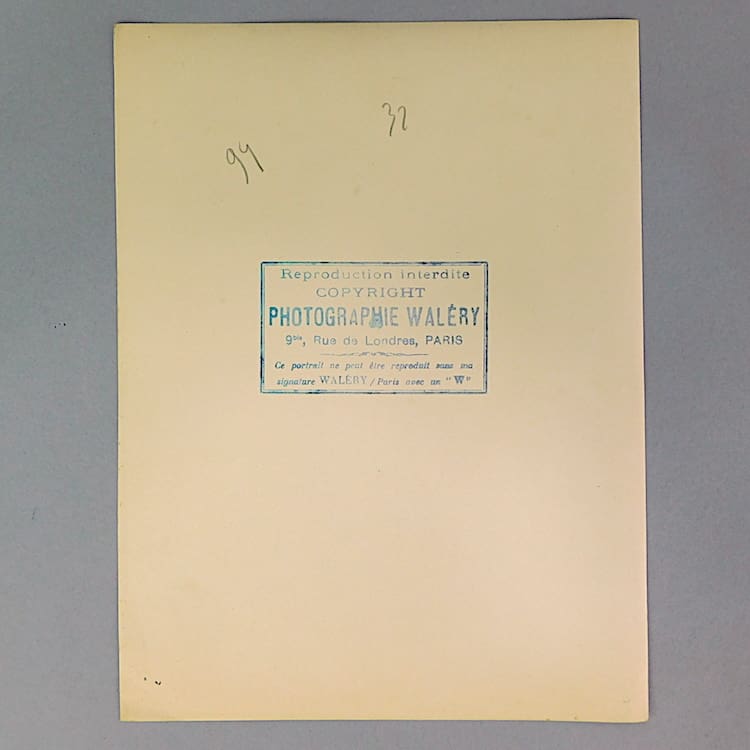 32
94
Reproduction interdite
COPYRIGHT
PHOTOGRAPHIE WALÉRY
9bis, Rue de Londres, PARIS
Ce portrait ne peut être reproduit sans ma
signature WALÉRY / Paris avec un "W"